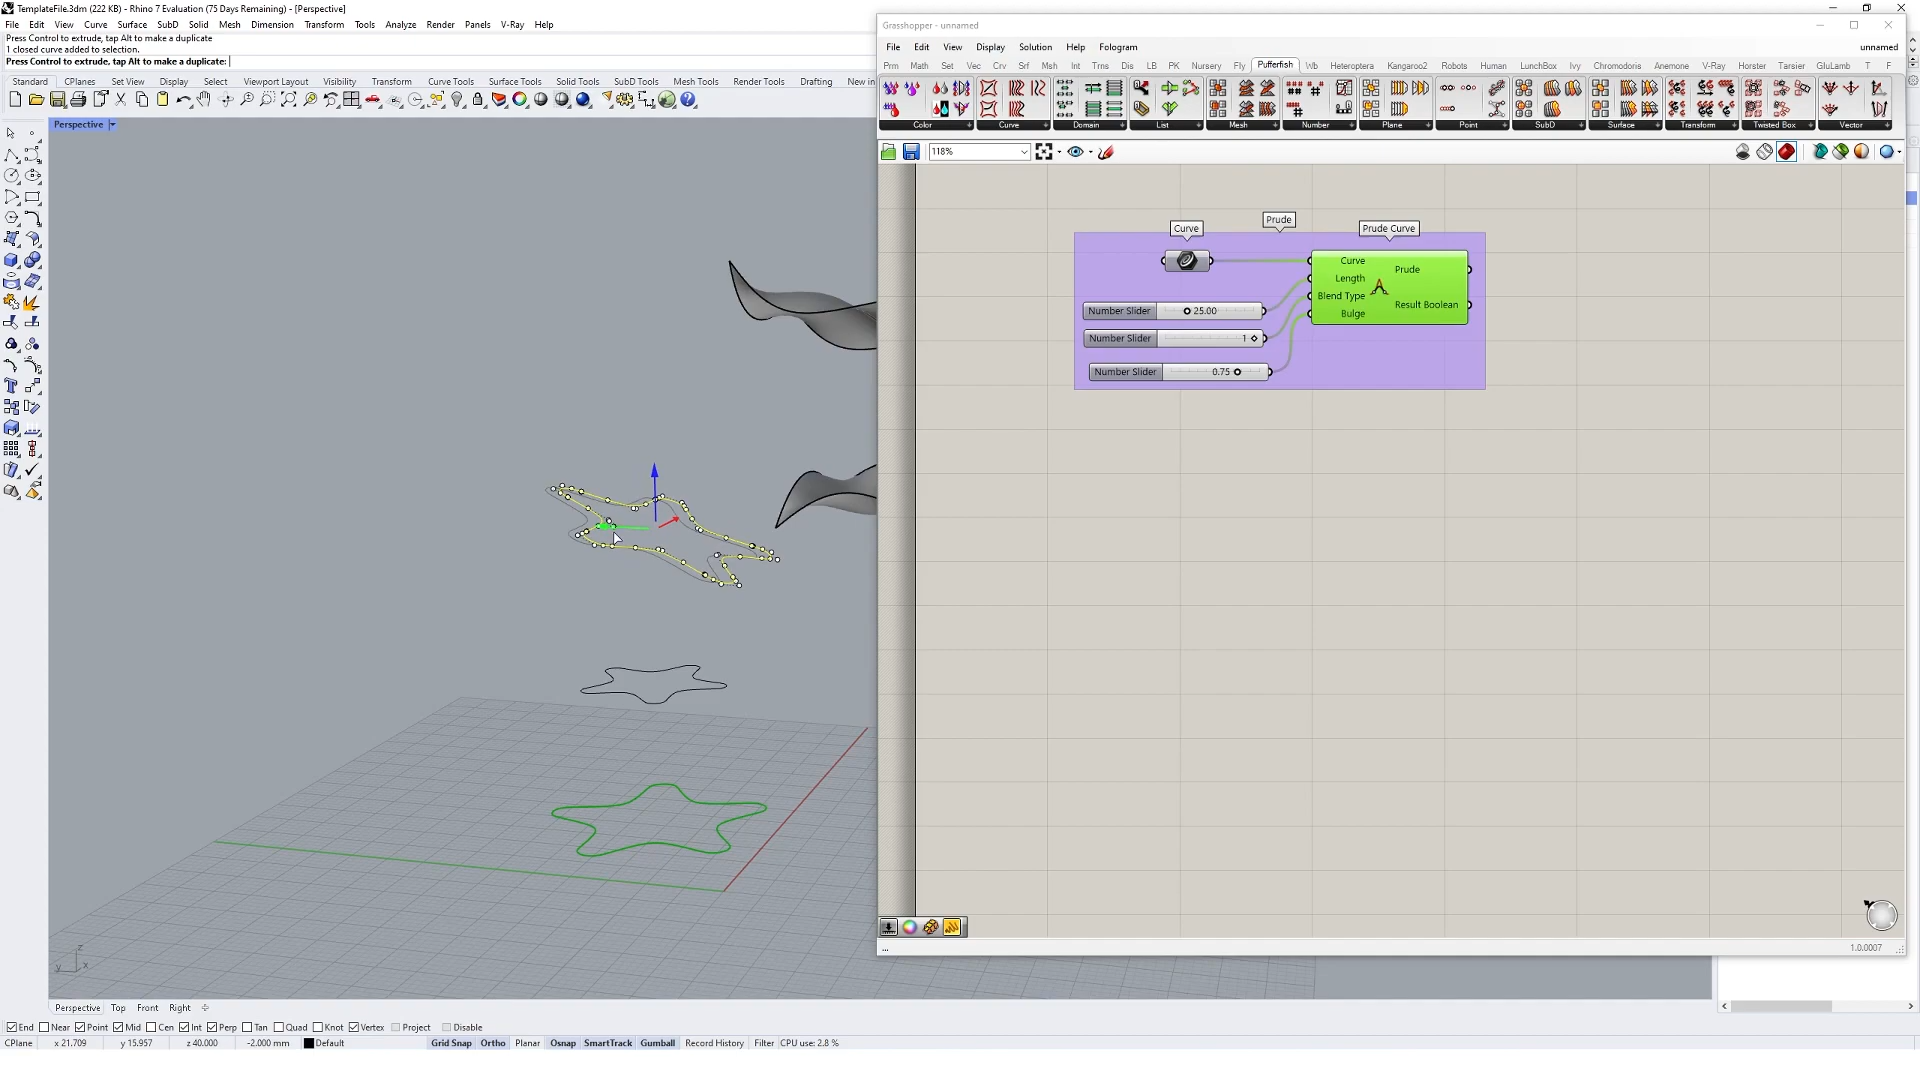 TemplateFile.3dm (222 KB) - Rhino 7 Evaluation (75 Days Remaining) - [Perspective]
File Edit View Curve Surface SubD Solid Mesh Dimension Transform Tools Analyze Render Panels V-Ray Help
Press Control to extrude, tap Alt to make a duplicate
1 closed curve added to selection.
Press Control to extrude, tap Alt to make a duplicate:
Standard CPlanes Set View Display Select Viewport Layout Visibility Transform Curve Tools Surface Tools Solid Tools SubD Tools Mesh Tools Render Tools Drafting New in
Perspective
Grasshopper - unnamed
File Edit View Display Solution Help Fologram unnamed
Prm Math Set Vec Crv Srf Msh Int Trns Dis LB PK Nursery Fly Pufferfish Wb Heteroptera Kangaroo2 Robots Human LunchBox Ivy Chromodoris Anemone V-Ray Horster Tarsier GluLamb T F
Color Curve Domain List Mesh Number Plane Point SubD Surface Transform Twisted Box Vector
118%
Prude
Curve Prude Curve
Curve
Length
Blend Type
Bulge
Prude
Result Boolean
Number Slider 25.00
Number Slider 1
Number Slider 0.75
z
y x
...
1.0.0007
Perspective Top Front Right
End Near Point Mid Cen Int Perp Tan Quad Knot Vertex Project Disable
CPlane x 21.709 y 15.957 z 40.000 -2.000 mm Default Grid Snap Ortho Planar Osnap SmartTrack Gumball Record History Filter CPU use: 2.8 %